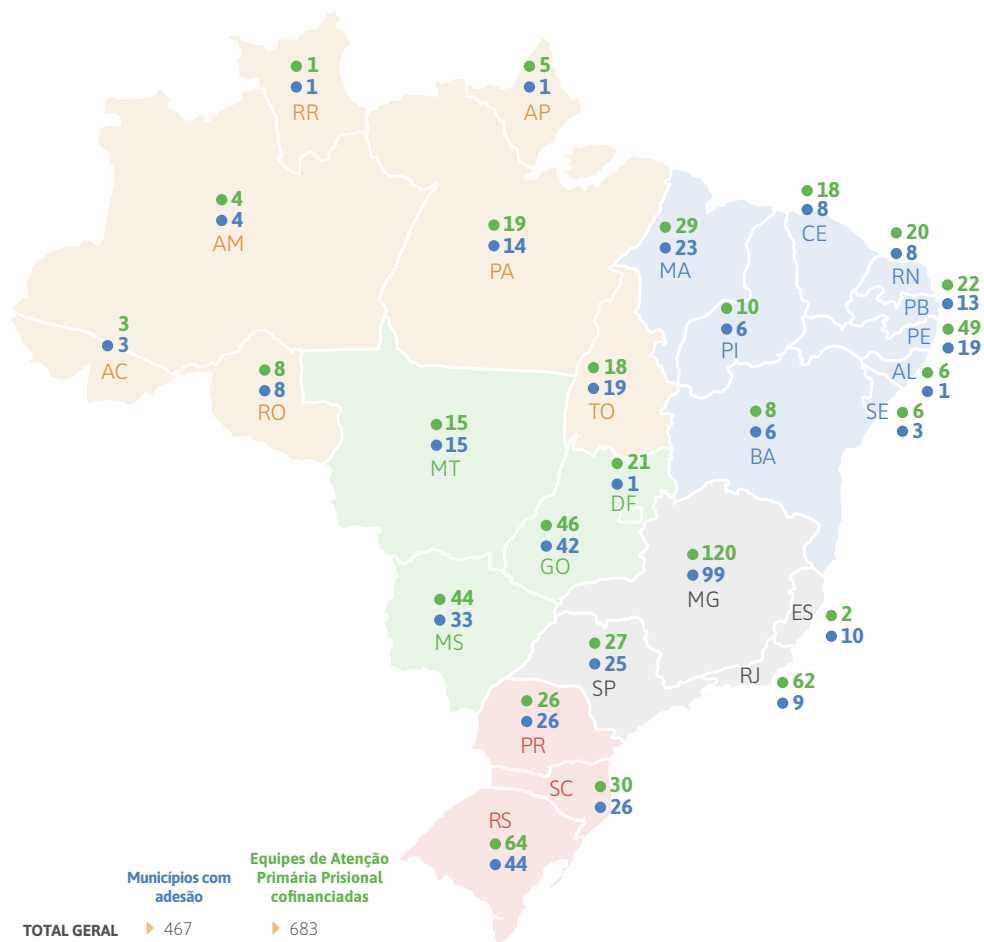 1
1
RR
5
1
AP
4
4
AM
19
14
PA
29
23
MA
18
8
CE
20
8
RN
22
PB 13
49
PE 19
10
6
PI
3
3
AC
8
8
RO
18
19
TO
AL 6
1
SE 6
3
8
6
BA
15
15
MT
21
1
DF
46
42
GO
120
99
MG
44
33
MS
ES 2
10
27
25
SP
RJ 62
9
26
26
PR
SC 30
26
RS
64
44
Municípios com
adesão
Equipes de Atenção
Primária Prisional
cofinanciadas
TOTAL GERAL 467 683